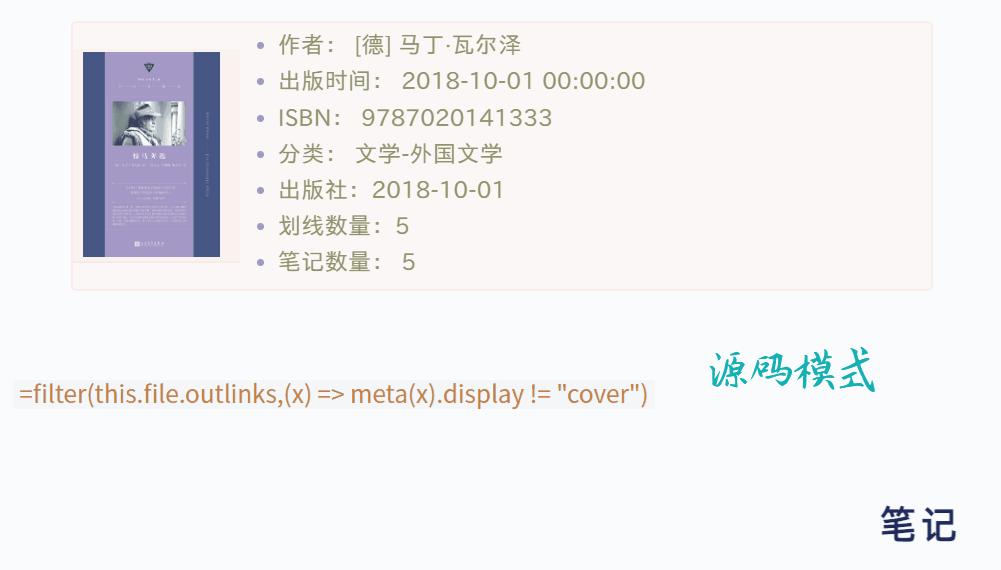 作者： [德] 马丁·瓦尔泽
出版时间： 2018-10-01 00:00:00
ISBN： 9787020141333
分类： 文学-外国文学
出版社：2018-10-01
划线数量：5
笔记数量： 5
源码模式
=filter(this.file.outlinks,(x) => meta(x).display != "cover")
笔记